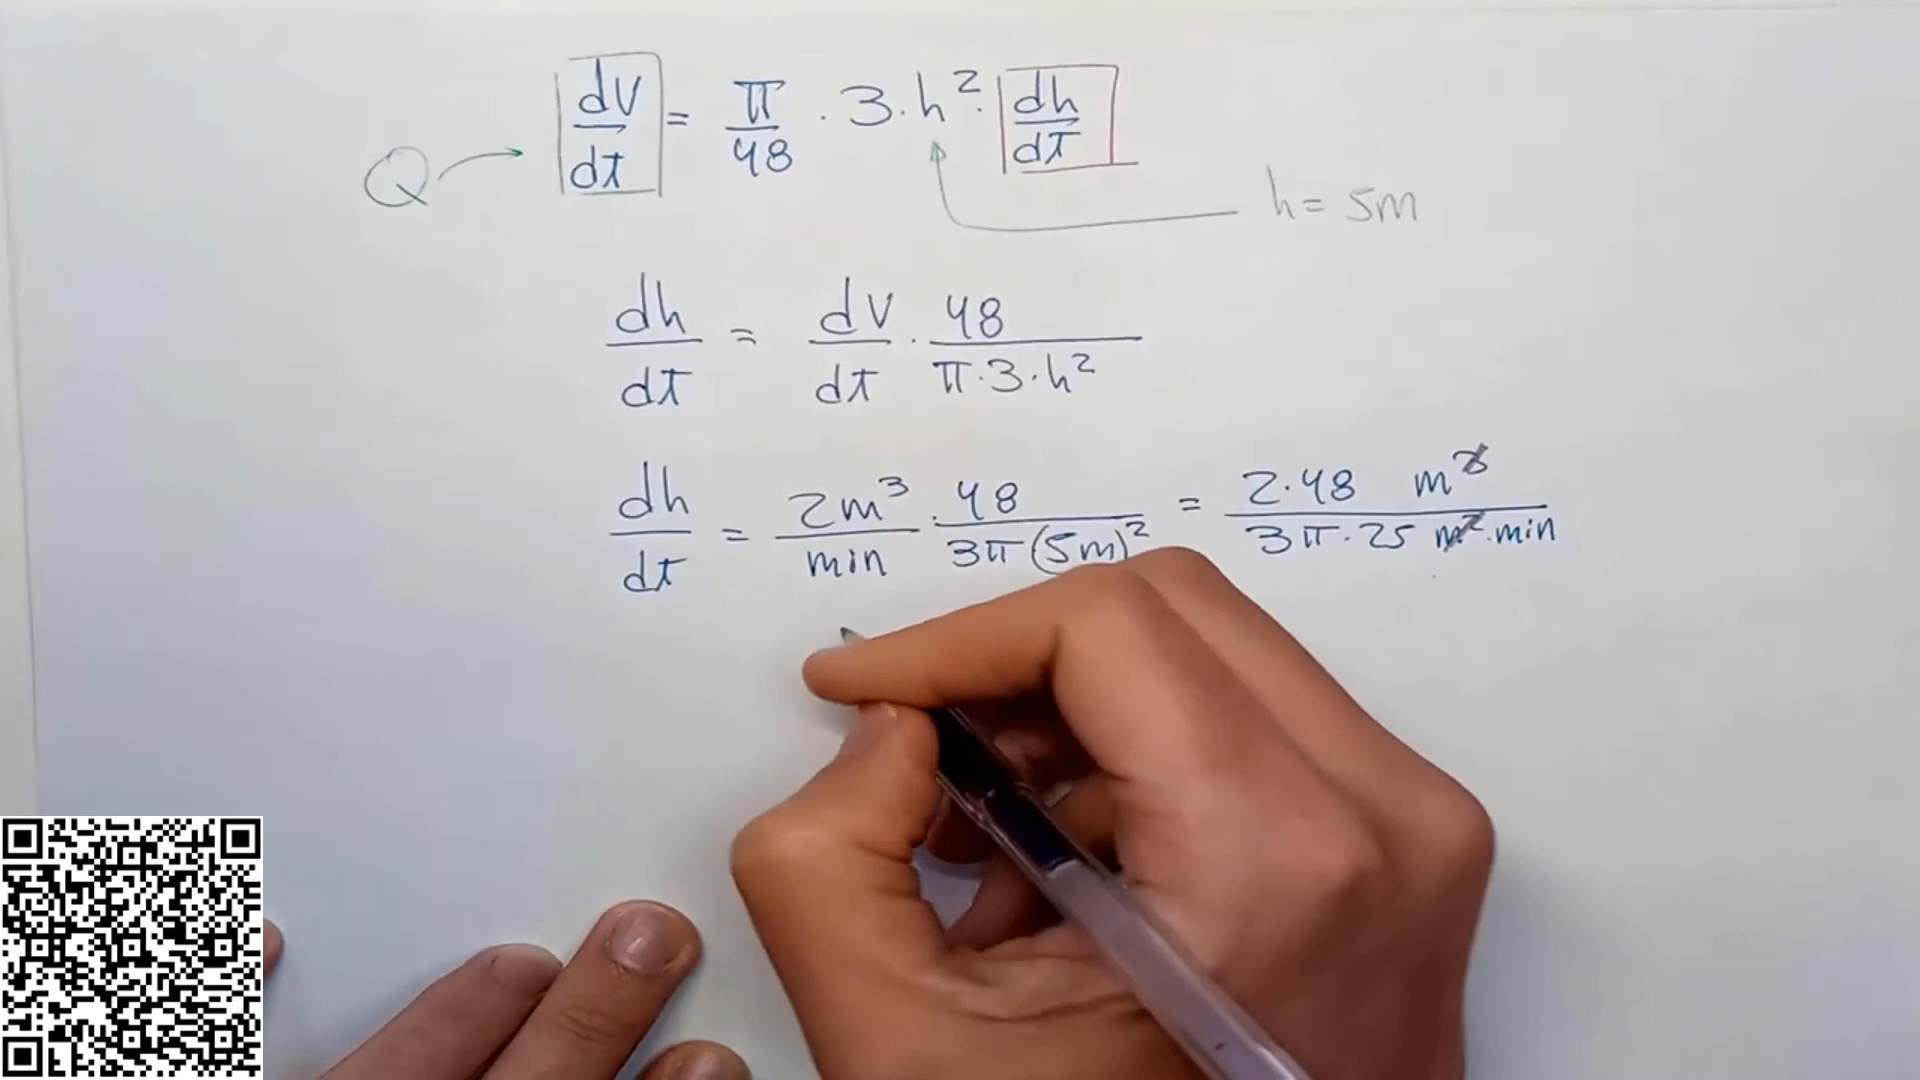 dV/dt = π/48 · 3 · h² · dh/dt
Q
h = 5m
dh/dt = dV/dt · 48/(π·3·h²)
dh/dt = 2m³/min · 48/(3π(5m)²) = 2·48 m³/(3π·25 m²·min)